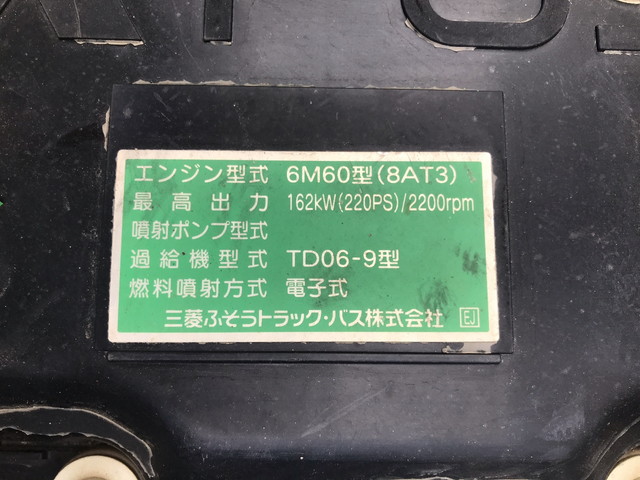 エンジン型式 6M60型(8AT3)
最高出力 162kW(220PS)/2200rpm
噴射ポンプ型式
過給機型式 TD06-9型
燃料噴射方式 電子式
三菱ふそうトラック・バス株式会社 EJ